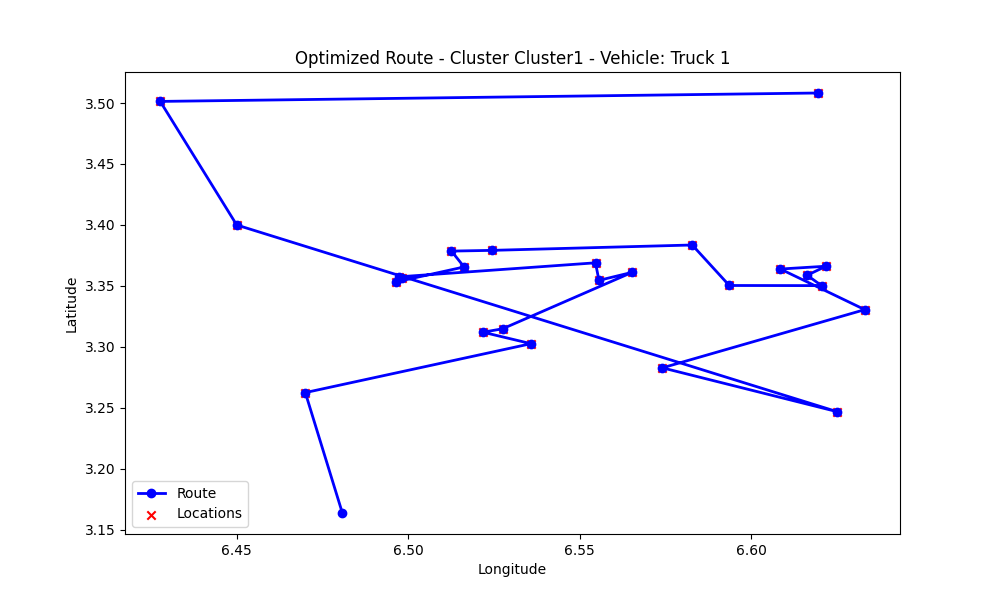 Optimized Route - Cluster Cluster1 - Vehicle: Truck 1
3.50
3.45
3.40
3.35
3.30
3.25
3.20
3.15
Latitude
Route
Locations
6.45 6.50 6.55 6.60
Longitude